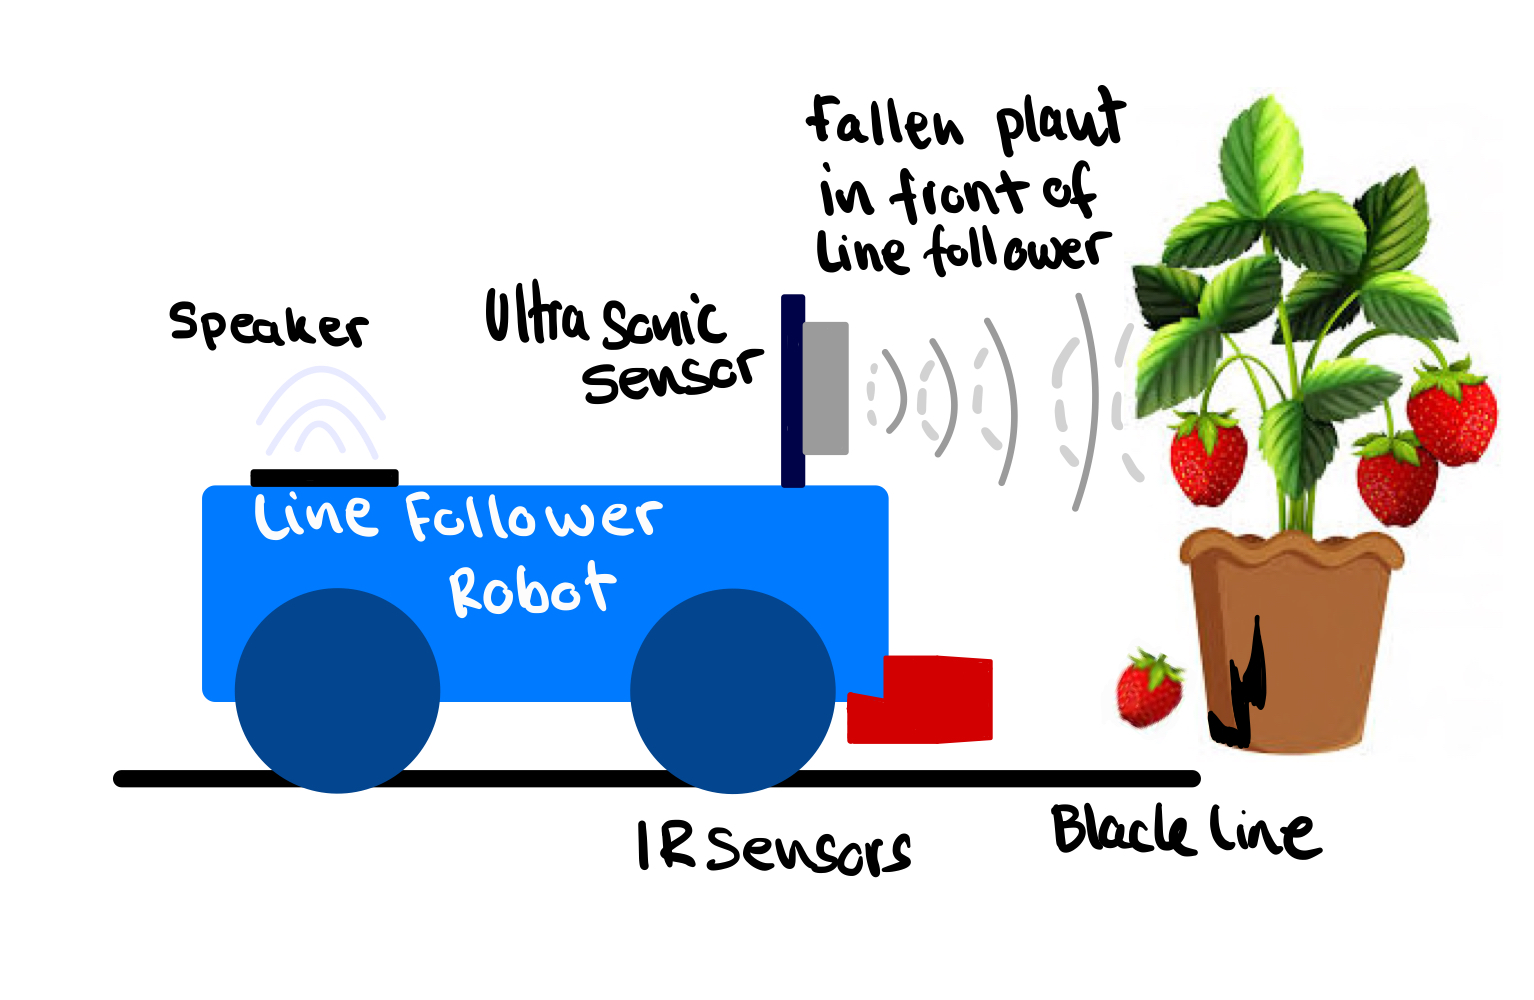 Fallen plant
in front of
Line follower
Speaker
Ultra Sonic
Sensor
Line Follower
Robot
IR Sensors
Black line